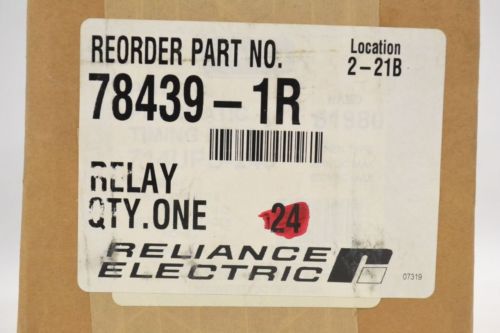 REORDER PART NO.
Location
2-21B
78439-1R
RELAY
QTY.ONE
24
RELIANCE
ELECTRIC
07319